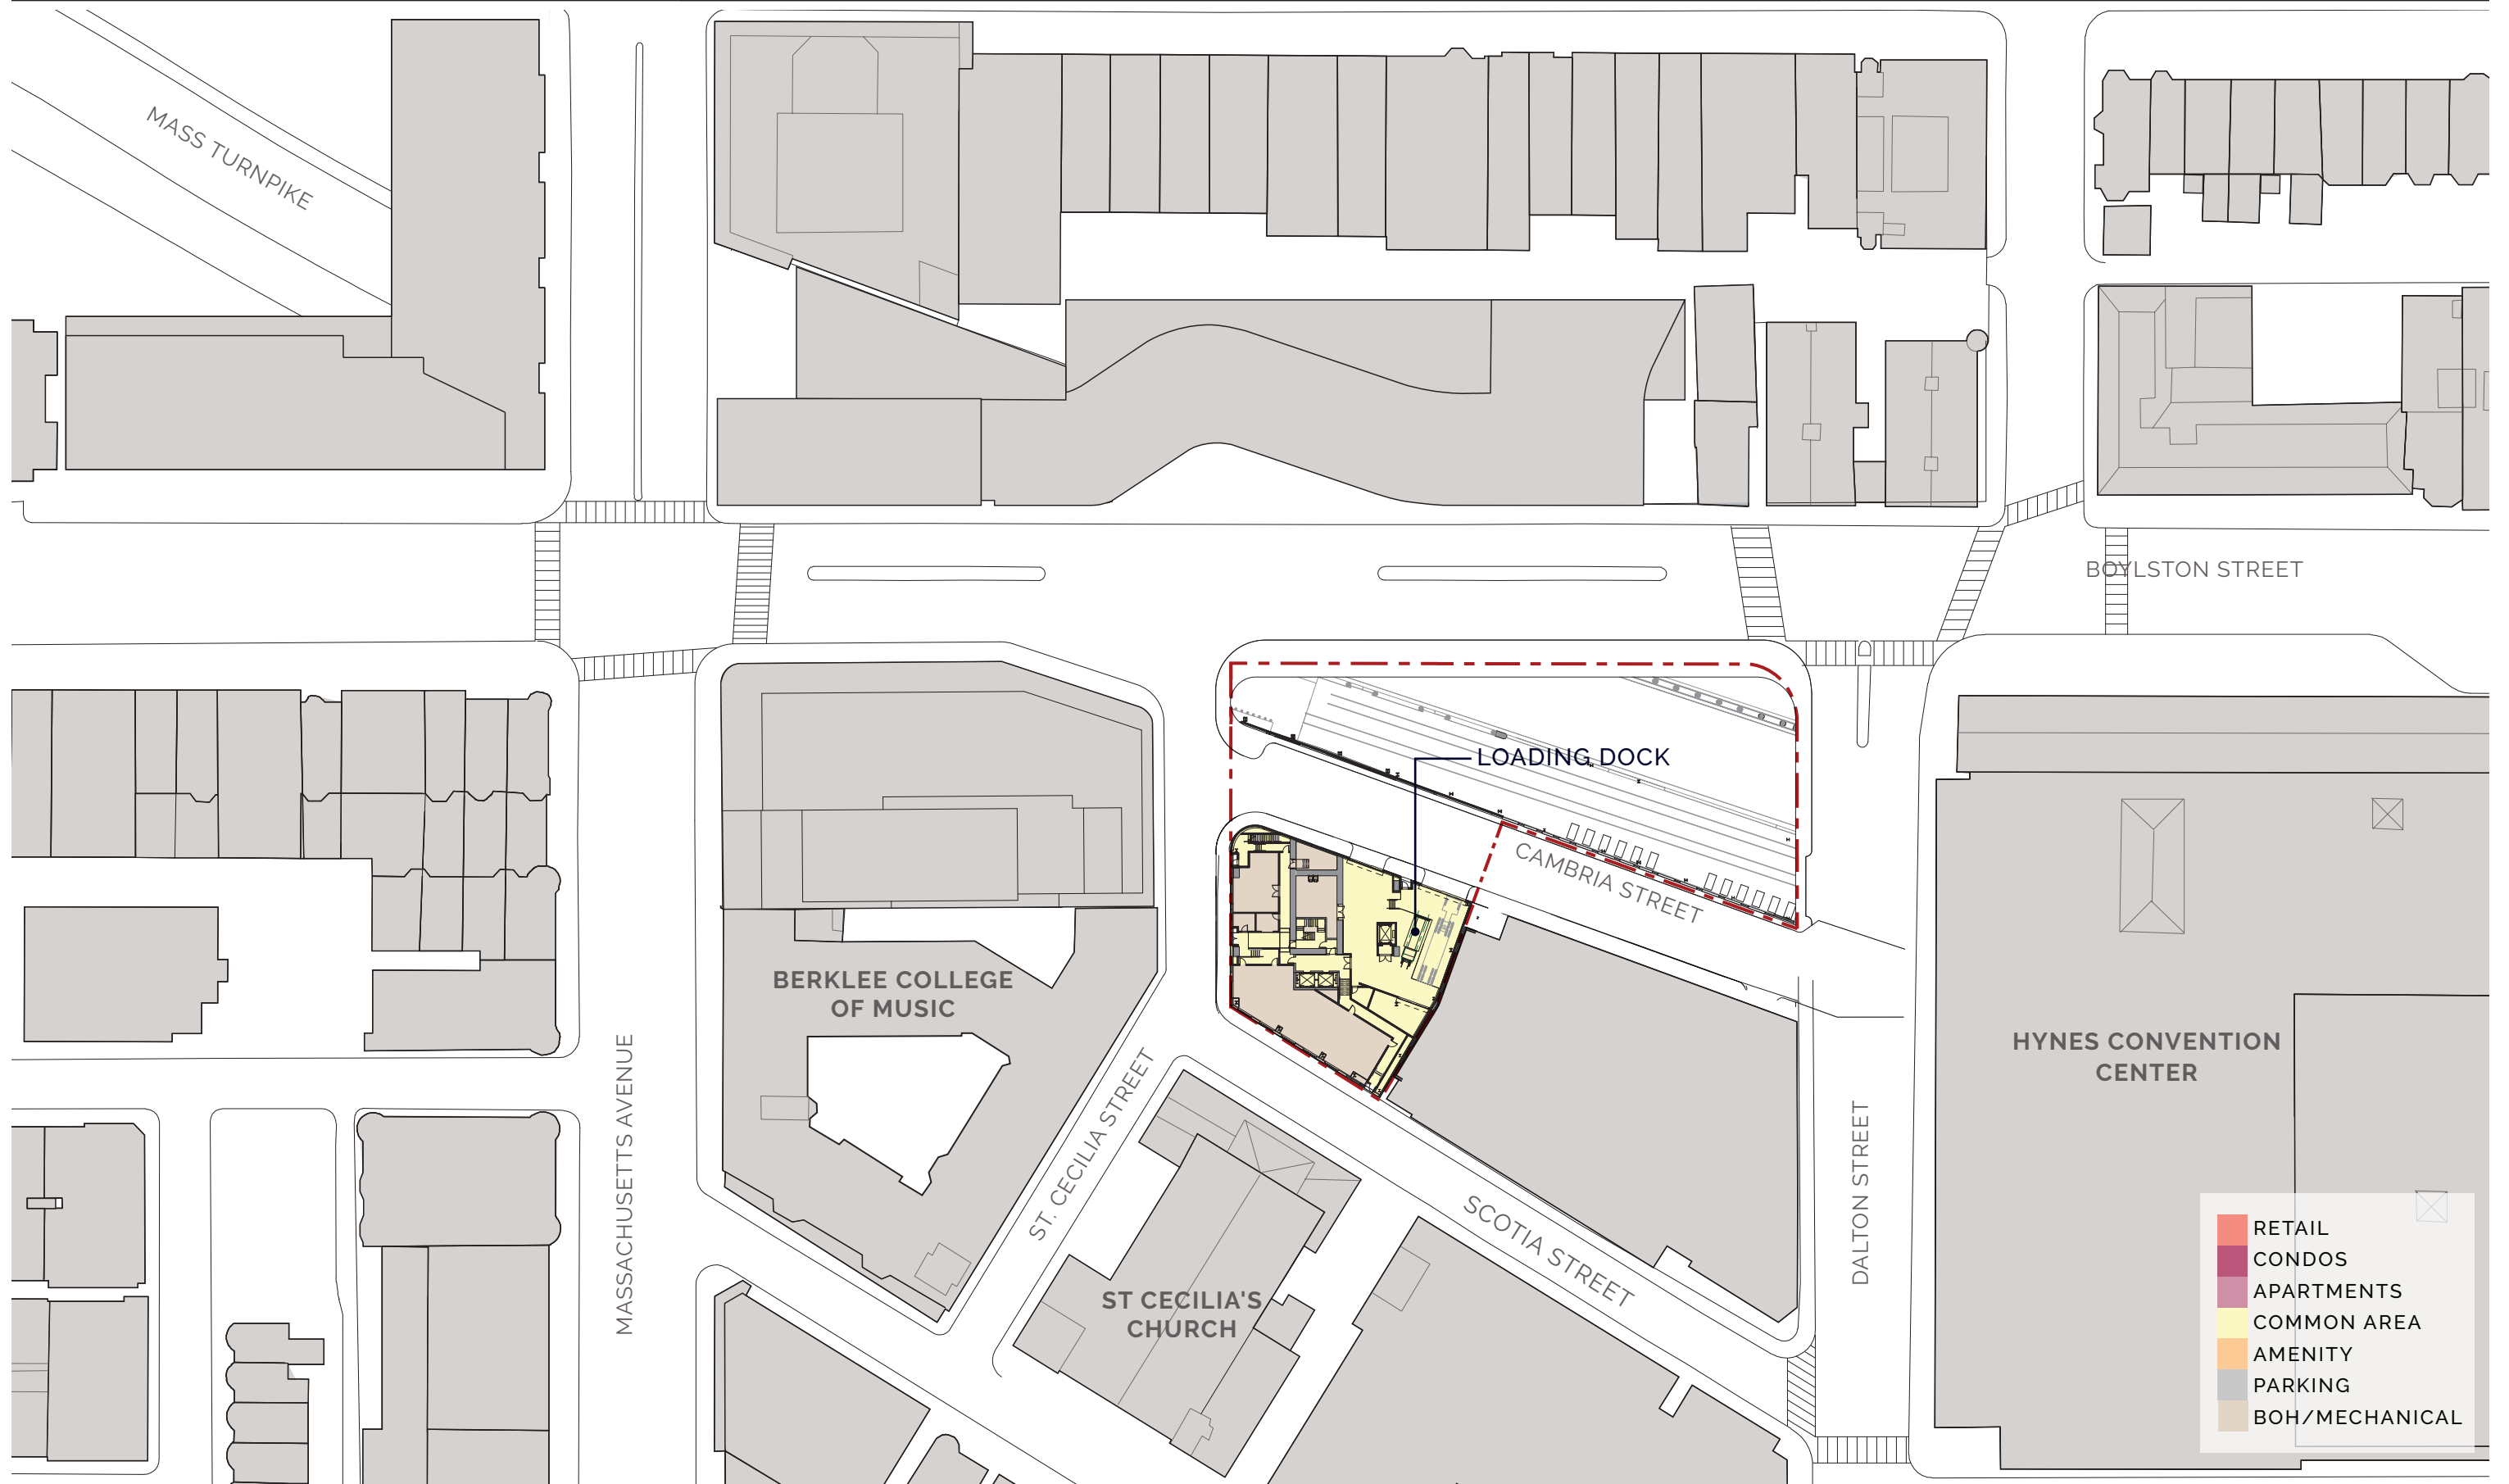 MASS TURNPIKE
BOYLSTON STREET
LOADING DOCK
CAMBRIA STREET
BERKLEE COLLEGE
OF MUSIC
HYNES CONVENTION
CENTER
MASSACHUSETTS AVENUE
ST. CECILIA STREET
SCOTIA STREET
DALTON STREET
ST CECILIA'S
CHURCH
RETAIL
CONDOS
APARTMENTS
COMMON AREA
AMENITY
PARKING
BOH/MECHANICAL